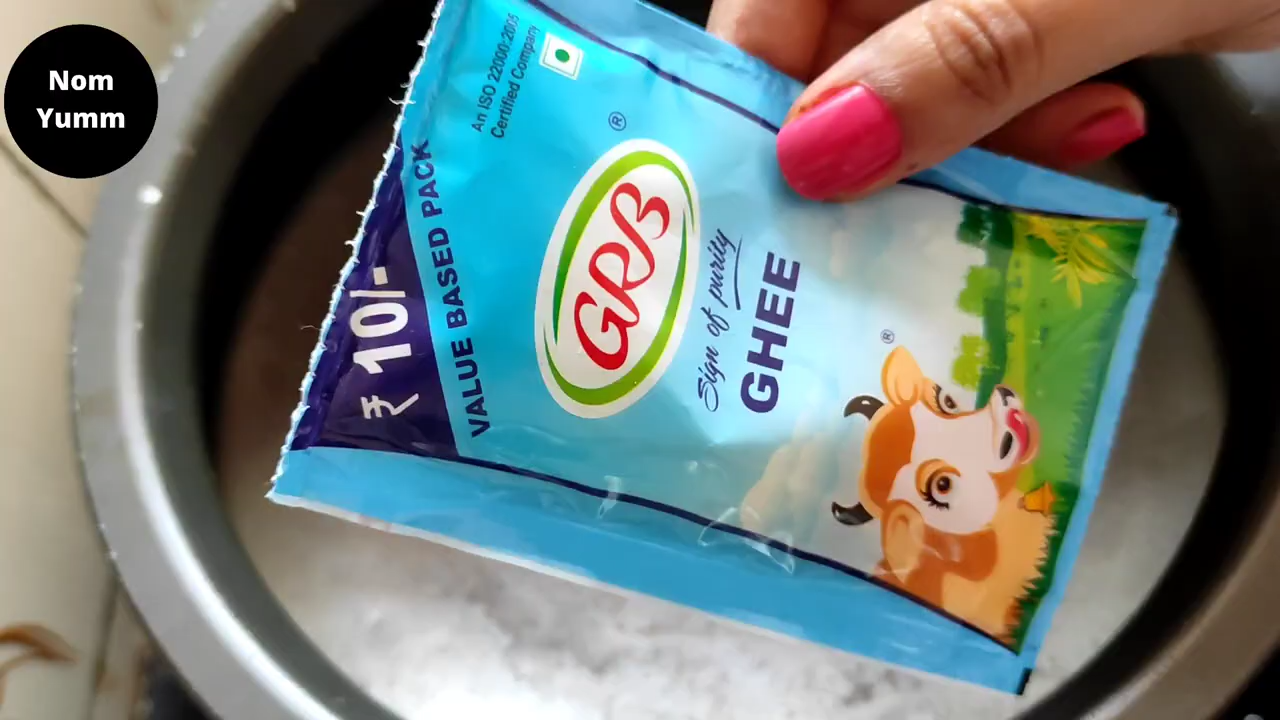 Nom
Yumm
An ISO 22000:2005
Certified Company
®
GRB
Sign of purity
GHEE
®
VALUE BASED PACK
₹ 10/-